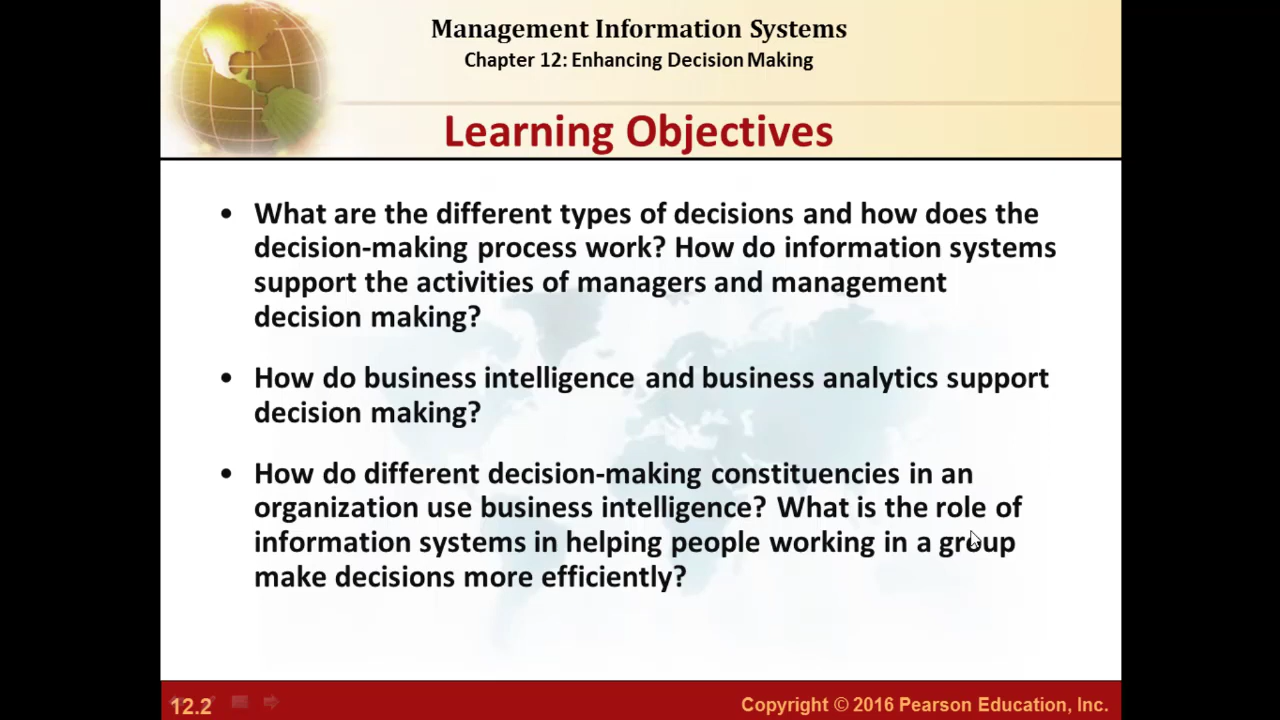 Management Information Systems
Chapter 12: Enhancing Decision Making
Learning Objectives
• What are the different types of decisions and how does the
decision-making process work? How do information systems
support the activities of managers and management
decision making?
• How do business intelligence and business analytics support
decision making?
• How do different decision-making constituencies in an
organization use business intelligence? What is the role of
information systems in helping people working in a group
make decisions more efficiently?
12.2
Copyright © 2016 Pearson Education, Inc.